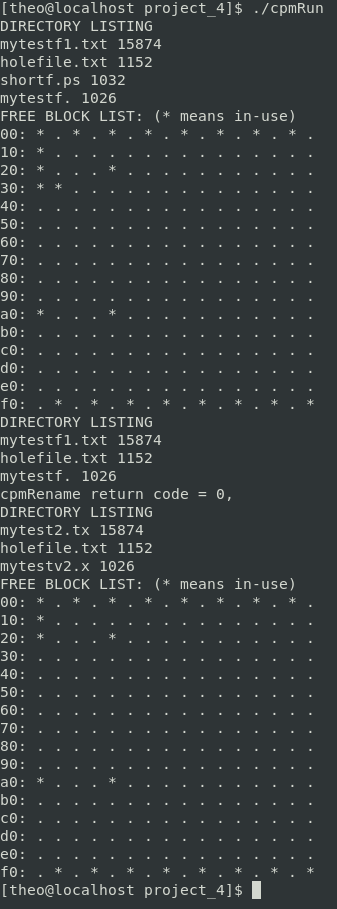 [theo@localhost project_4]$ ./cpmRun
DIRECTORY LISTING
mytestf1.txt 15874
holefile.txt 1152
shortf.ps 1032
mytestf. 1026
FREE BLOCK LIST: (* means in-use)
00: * . * . * . * . * . * . * . * .
10: * . . . . . . . . . . . . . . .
20: * . . . * . . . . . . . . . . .
30: * * . . . . . . . . . . . . . .
40: . . . . . . . . . . . . . . . .
50: . . . . . . . . . . . . . . . .
60: . . . . . . . . . . . . . . . .
70: . . . . . . . . . . . . . . . .
80: . . . . . . . . . . . . . . . .
90: . . . . . . . . . . . . . . . .
a0: * . . . * . . . . . . . . . . .
b0: . . . . . . . . . . . . . . . .
c0: . . . . . . . . . . . . . . . .
d0: . . . . . . . . . . . . . . . .
e0: . . . . . . . . . . . . . . . .
f0: . * . * . * . * . * . * . * . *
DIRECTORY LISTING
mytestf1.txt 15874
holefile.txt 1152
mytestf. 1026
cpmRename return code = 0,
DIRECTORY LISTING
mytest2.tx 15874
holefile.txt 1152
mytestv2.x 1026
FREE BLOCK LIST: (* means in-use)
00: * . * . * . * . * . * . * . * .
10: * . . . . . . . . . . . . . . .
20: * . . . * . . . . . . . . . . .
30: . . . . . . . . . . . . . . . .
40: . . . . . . . . . . . . . . . .
50: . . . . . . . . . . . . . . . .
60: . . . . . . . . . . . . . . . .
70: . . . . . . . . . . . . . . . .
80: . . . . . . . . . . . . . . . .
90: . . . . . . . . . . . . . . . .
a0: * . . . * . . . . . . . . . . .
b0: . . . . . . . . . . . . . . . .
c0: . . . . . . . . . . . . . . . .
d0: . . . . . . . . . . . . . . . .
e0: . . . . . . . . . . . . . . . .
f0: . * . * . * . * . * . * . * . *
[theo@localhost project_4]$